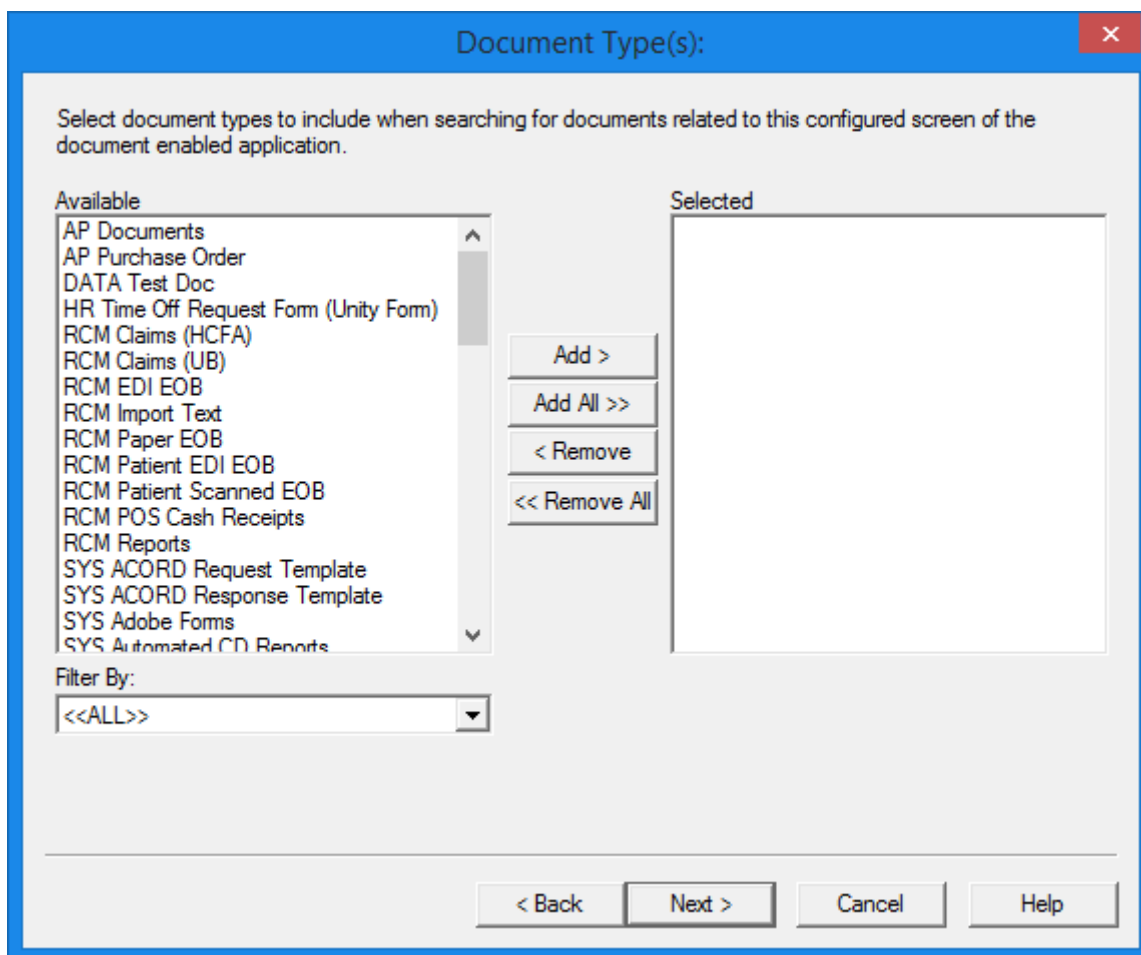 Document Type(s):
Select document types to include when searching for documents related to this configured screen of the
document enabled application.
Available
AP Documents
AP Purchase Order
DATA Test Doc
HR Time Off Request Form (Unity Form)
RCM Claims (HCFA)
RCM Claims (UB)
RCM EDI EOB
RCM Import Text
RCM Paper EOB
RCM Patient EDI EOB
RCM Patient Scanned EOB
RCM POS Cash Receipts
RCM Reports
SYS ACORD Request Template
SYS ACORD Response Template
SYS Adobe Forms
SYS Automated CD Reports
Add >
Add All >>
< Remove
<< Remove All
Selected
Filter By:
<<ALL>>
< Back
Next >
Cancel
Help